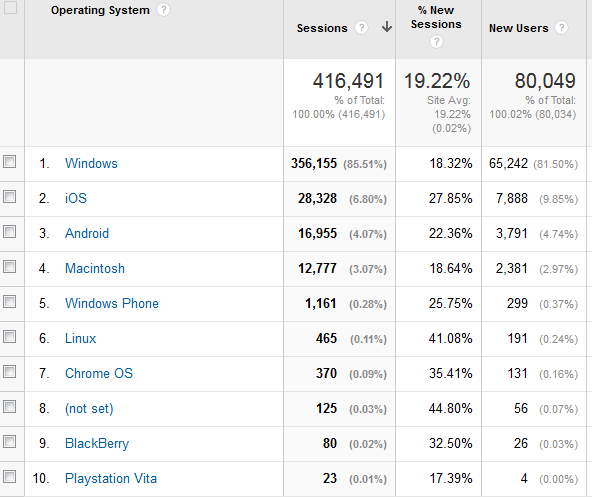 Operating System ?
Sessions ?
% New Sessions ?
New Users ?
416,491
% of Total:
100.00% (416,491)
19.22%
Site Avg:
19.22%
(0.02%)
80,049
% of Total:
100.02% (80,034)
1. Windows 356,155 (85.51%) 18.32% 65,242 (81.50%)
2. iOS 28,328 (6.80%) 27.85% 7,888 (9.85%)
3. Android 16,955 (4.07%) 22.36% 3,791 (4.74%)
4. Macintosh 12,777 (3.07%) 18.64% 2,381 (2.97%)
5. Windows Phone 1,161 (0.28%) 25.75% 299 (0.37%)
6. Linux 465 (0.11%) 41.08% 191 (0.24%)
7. Chrome OS 370 (0.09%) 35.41% 131 (0.16%)
8. (not set) 125 (0.03%) 44.80% 56 (0.07%)
9. BlackBerry 80 (0.02%) 32.50% 26 (0.03%)
10. Playstation Vita 23 (0.01%) 17.39% 4 (0.00%)